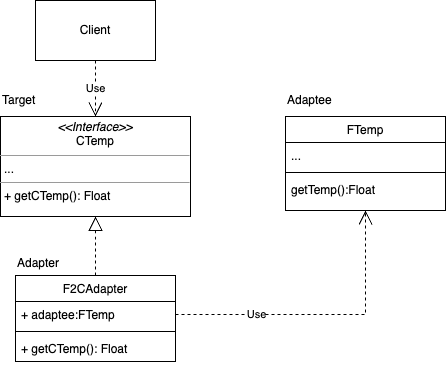 Client
Use
Target
<<Interface>>
CTemp
...
+ getCTemp(): Float
Adaptee
FTemp
...
getTemp():Float
Adapter
F2CAdapter
+ adaptee:FTemp
+ getCTemp(): Float
Use